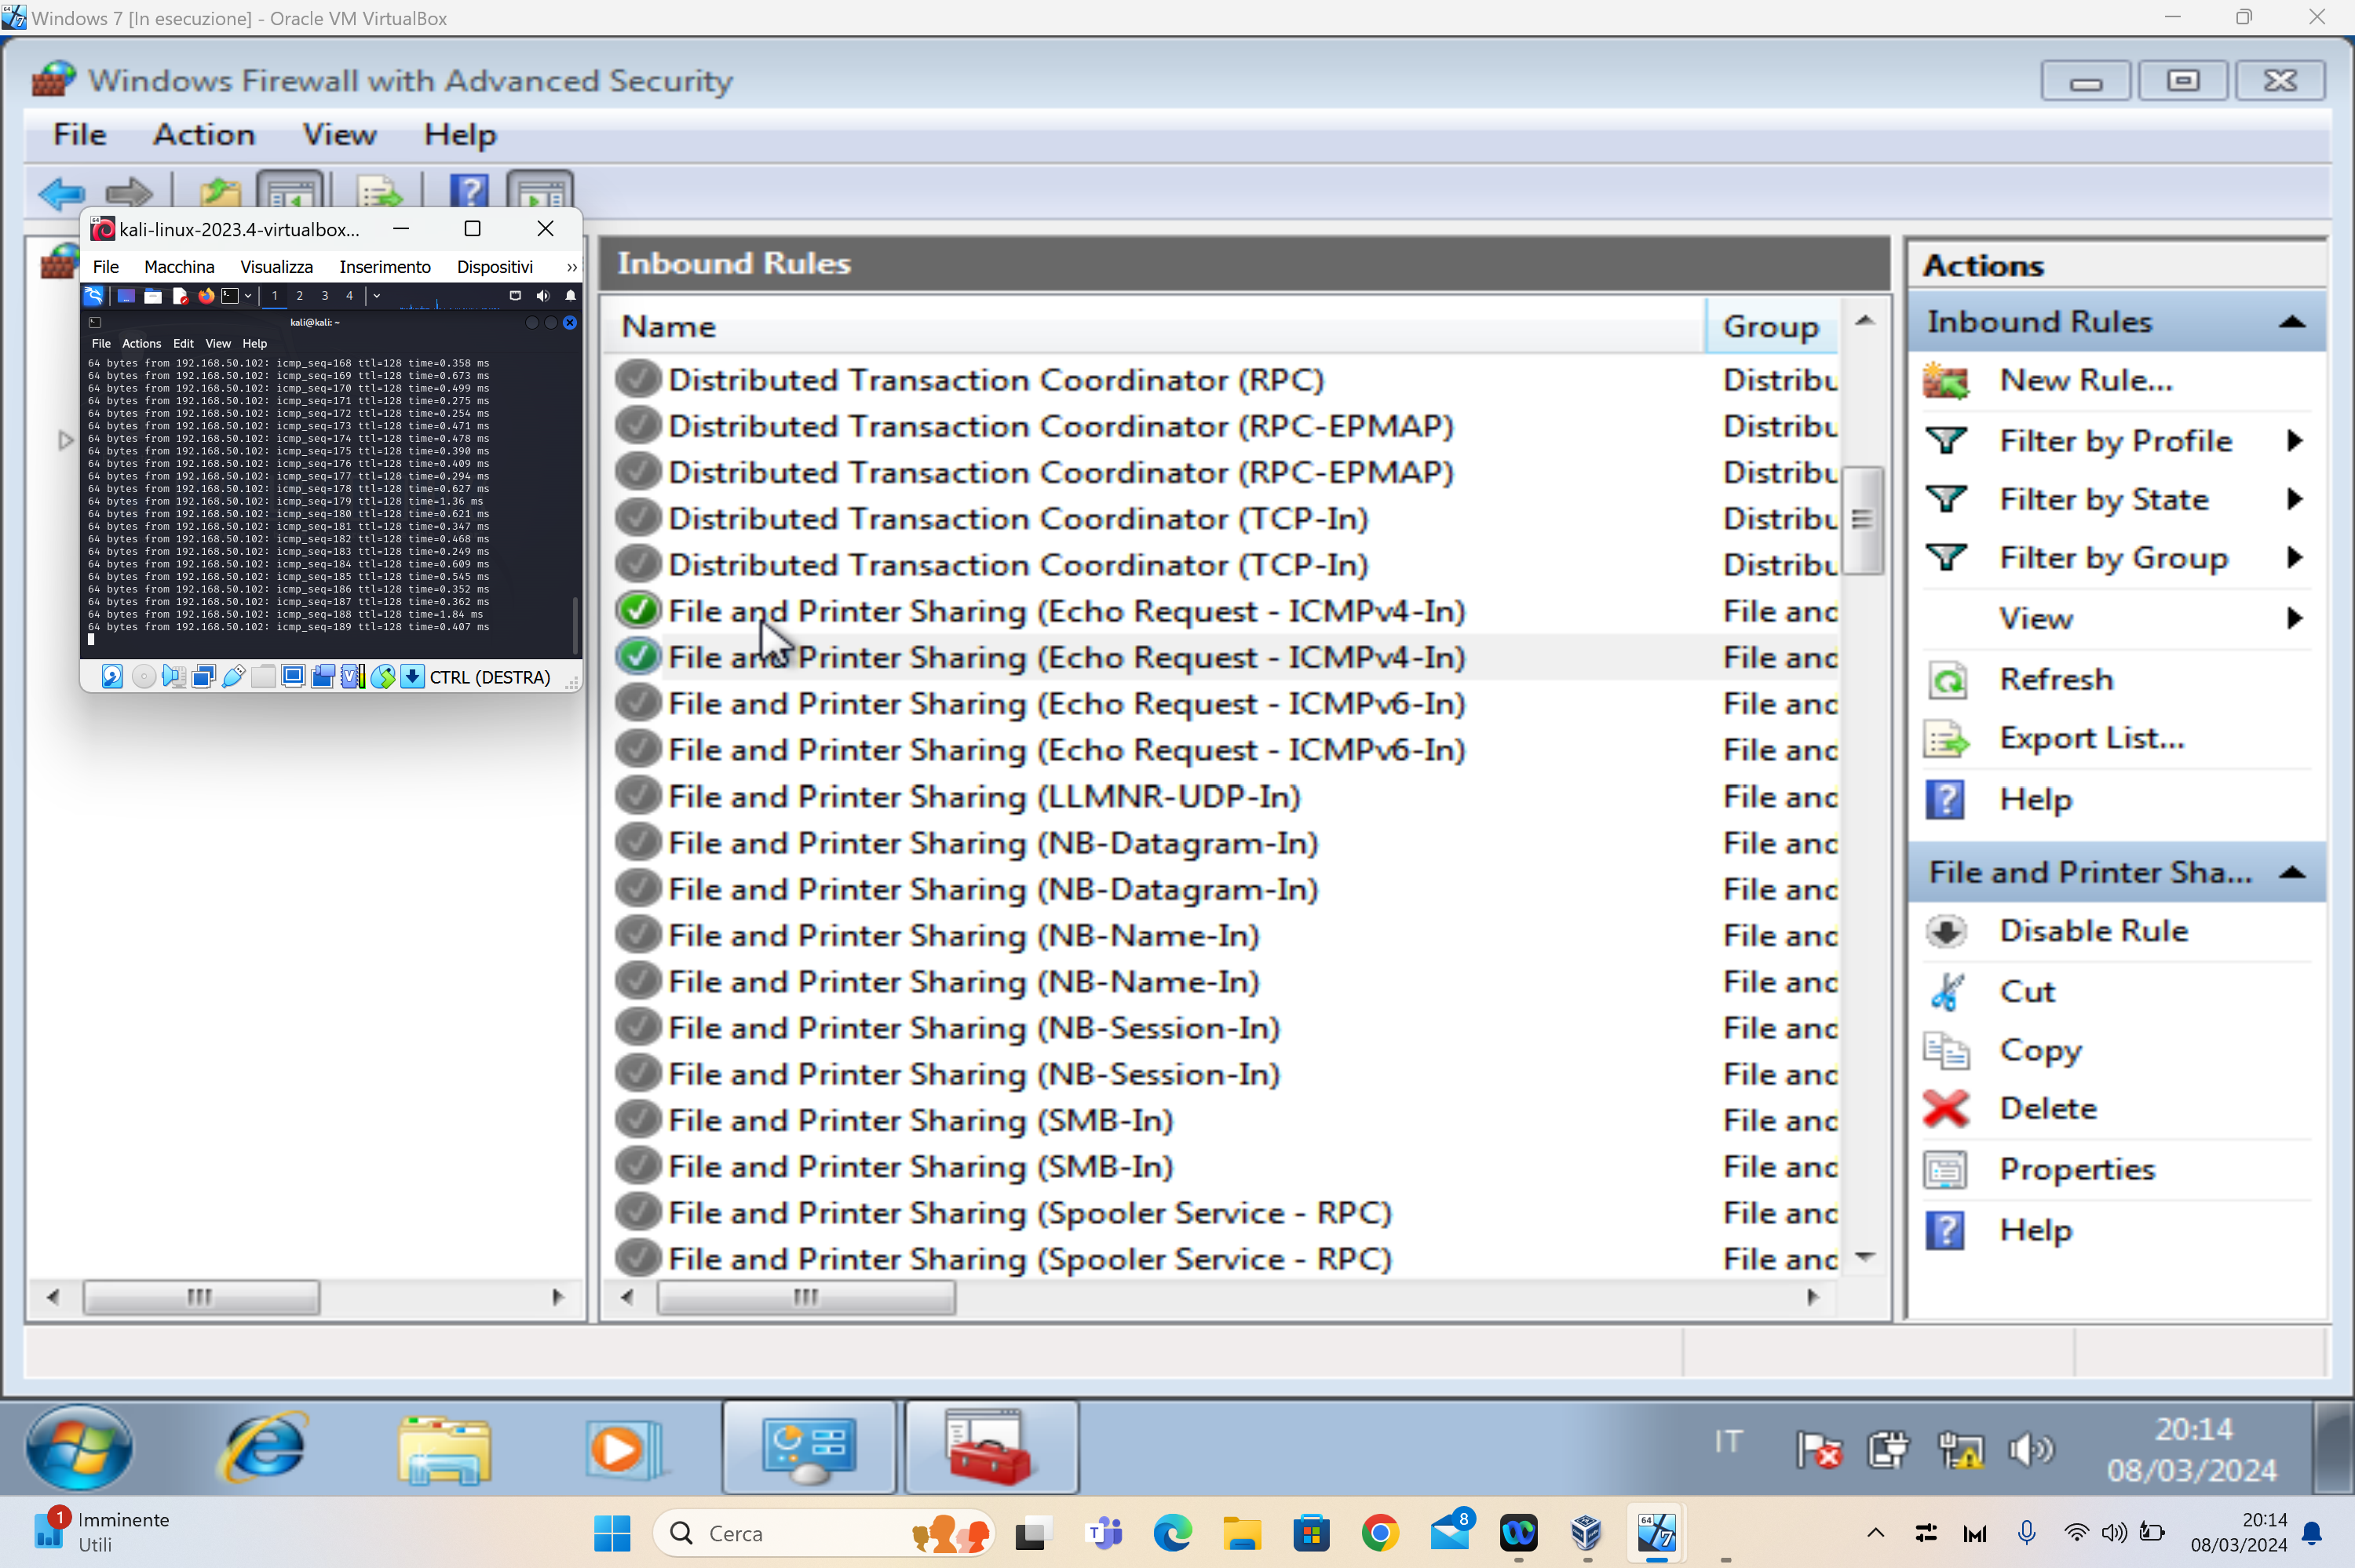 Windows 7 [In esecuzione] - Oracle VM VirtualBox
Windows Firewall with Advanced Security
File Action View Help
kali-linux-2023.4-virtualbox...
File Macchina Visualizza Inserimento Dispositivi »
1 2 3 4
kali@kali: ~
File Actions Edit View Help
64 bytes from 192.168.50.102: icmp_seq=168 ttl=128 time=0.358 ms
64 bytes from 192.168.50.102: icmp_seq=169 ttl=128 time=0.673 ms
64 bytes from 192.168.50.102: icmp_seq=170 ttl=128 time=0.499 ms
64 bytes from 192.168.50.102: icmp_seq=171 ttl=128 time=0.275 ms
64 bytes from 192.168.50.102: icmp_seq=172 ttl=128 time=0.254 ms
64 bytes from 192.168.50.102: icmp_seq=173 ttl=128 time=0.471 ms
64 bytes from 192.168.50.102: icmp_seq=174 ttl=128 time=0.478 ms
64 bytes from 192.168.50.102: icmp_seq=175 ttl=128 time=0.390 ms
64 bytes from 192.168.50.102: icmp_seq=176 ttl=128 time=0.409 ms
64 bytes from 192.168.50.102: icmp_seq=177 ttl=128 time=0.294 ms
64 bytes from 192.168.50.102: icmp_seq=178 ttl=128 time=0.627 ms
64 bytes from 192.168.50.102: icmp_seq=179 ttl=128 time=1.36 ms
64 bytes from 192.168.50.102: icmp_seq=180 ttl=128 time=0.621 ms
64 bytes from 192.168.50.102: icmp_seq=181 ttl=128 time=0.347 ms
64 bytes from 192.168.50.102: icmp_seq=182 ttl=128 time=0.468 ms
64 bytes from 192.168.50.102: icmp_seq=183 ttl=128 time=0.249 ms
64 bytes from 192.168.50.102: icmp_seq=184 ttl=128 time=0.609 ms
64 bytes from 192.168.50.102: icmp_seq=185 ttl=128 time=0.545 ms
64 bytes from 192.168.50.102: icmp_seq=186 ttl=128 time=0.352 ms
64 bytes from 192.168.50.102: icmp_seq=187 ttl=128 time=0.362 ms
64 bytes from 192.168.50.102: icmp_seq=188 ttl=128 time=1.84 ms
64 bytes from 192.168.50.102: icmp_seq=189 ttl=128 time=0.407 ms
CTRL (DESTRA)
Inbound Rules
Name Group
Distributed Transaction Coordinator (RPC) Distribu
Distributed Transaction Coordinator (RPC-EPMAP) Distribu
Distributed Transaction Coordinator (RPC-EPMAP) Distribu
Distributed Transaction Coordinator (TCP-In) Distribu
Distributed Transaction Coordinator (TCP-In) Distribu
File and Printer Sharing (Echo Request - ICMPv4-In) File and
File and Printer Sharing (Echo Request - ICMPv4-In) File and
File and Printer Sharing (Echo Request - ICMPv6-In) File and
File and Printer Sharing (Echo Request - ICMPv6-In) File and
File and Printer Sharing (LLMNR-UDP-In) File and
File and Printer Sharing (NB-Datagram-In) File and
File and Printer Sharing (NB-Datagram-In) File and
File and Printer Sharing (NB-Name-In) File and
File and Printer Sharing (NB-Name-In) File and
File and Printer Sharing (NB-Session-In) File and
File and Printer Sharing (NB-Session-In) File and
File and Printer Sharing (SMB-In) File and
File and Printer Sharing (SMB-In) File and
File and Printer Sharing (Spooler Service - RPC) File and
File and Printer Sharing (Spooler Service - RPC) File and
Actions
Inbound Rules
New Rule...
Filter by Profile
Filter by State
Filter by Group
View
Refresh
Export List...
Help
File and Printer Sha...
Disable Rule
Cut
Copy
Delete
Properties
Help
IT
20:14
08/03/2024
1
Imminente
Utili
Cerca
8
64
7
20:14
08/03/2024